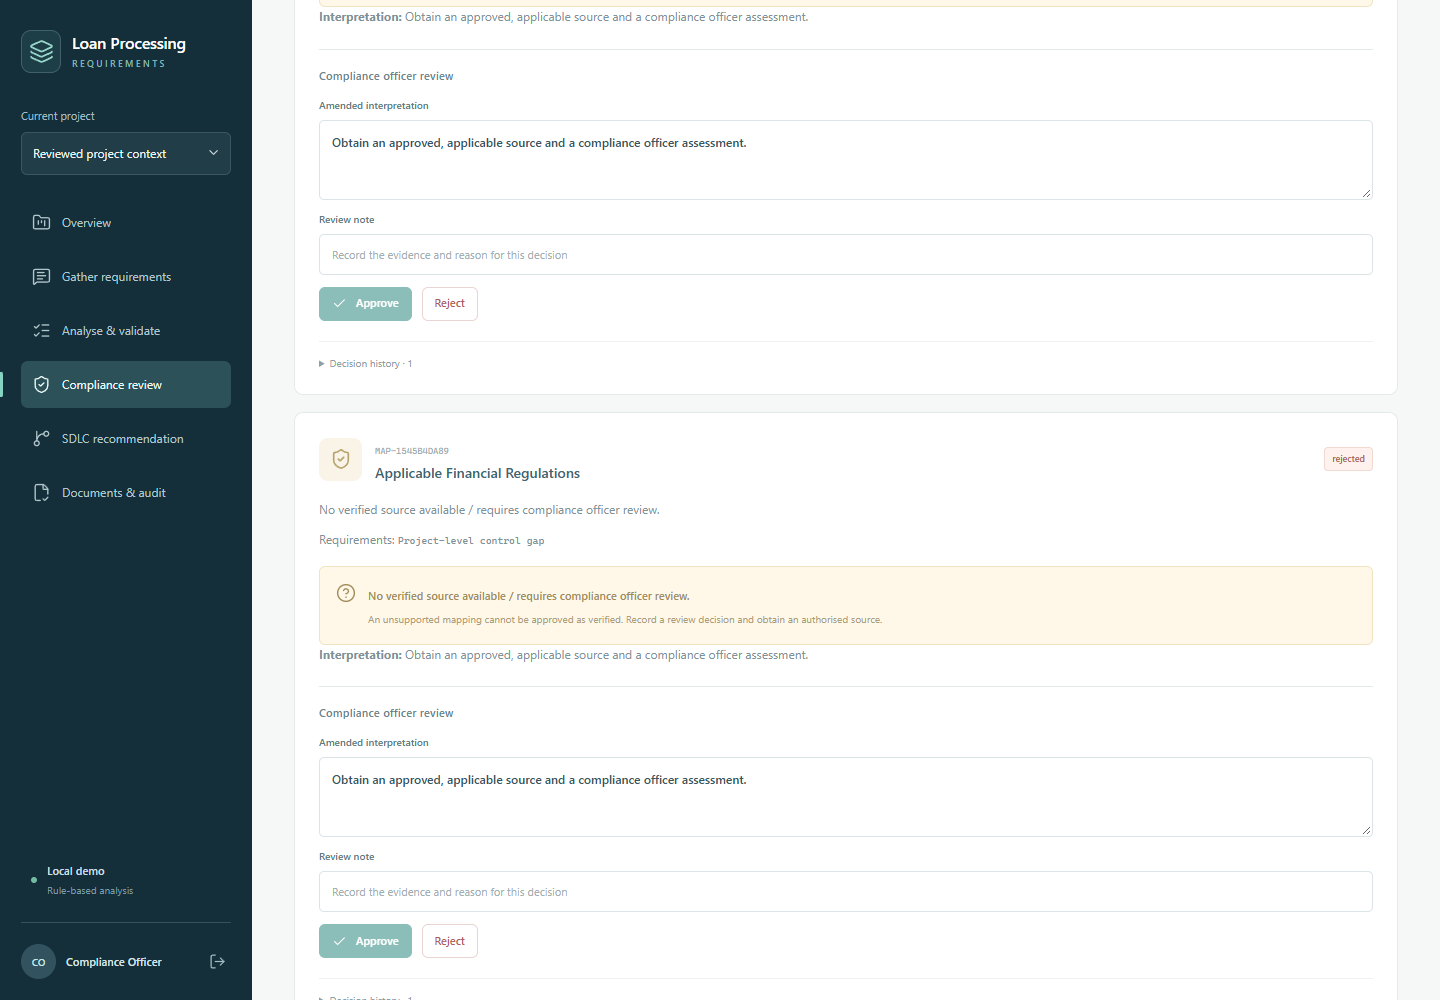 Loan Processing
REQUIREMENTS
Current project
Reviewed project context
Overview
Gather requirements
Analyse & validate
Compliance review
SDLC recommendation
Documents & audit
Local demo
Rule-based analysis
CO
Compliance Officer
Interpretation: Obtain an approved, applicable source and a compliance officer assessment.
Compliance officer review
Amended interpretation
Obtain an approved, applicable source and a compliance officer assessment.
Review note
Record the evidence and reason for this decision
Approve
Reject
Decision history · 1
MAP-1545B4DA89
Applicable Financial Regulations
rejected
No verified source available / requires compliance officer review.
Requirements: Project-level control gap
No verified source available / requires compliance officer review.
An unsupported mapping cannot be approved as verified. Record a review decision and obtain an authorised source.
Interpretation: Obtain an approved, applicable source and a compliance officer assessment.
Compliance officer review
Amended interpretation
Obtain an approved, applicable source and a compliance officer assessment.
Review note
Record the evidence and reason for this decision
Approve
Reject
Decision history · 1